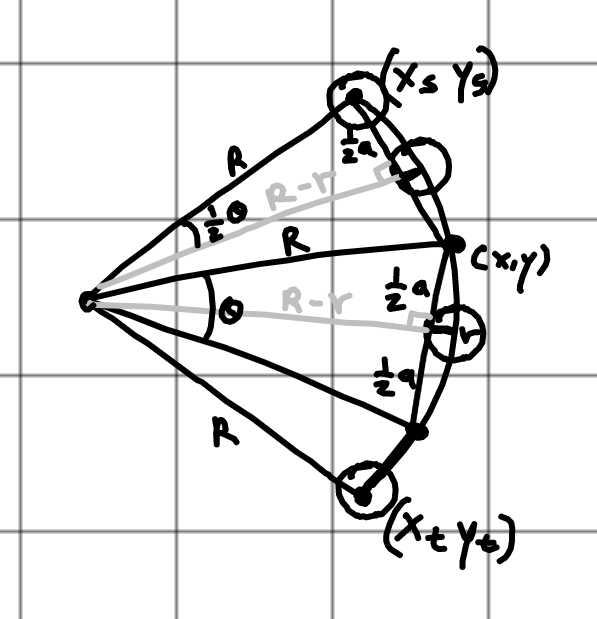 (Xs Ys)
½a
R
R-r
½θ
R
(x,y)
½a
R-r
θ
r
½a
R
(Xt Yt)